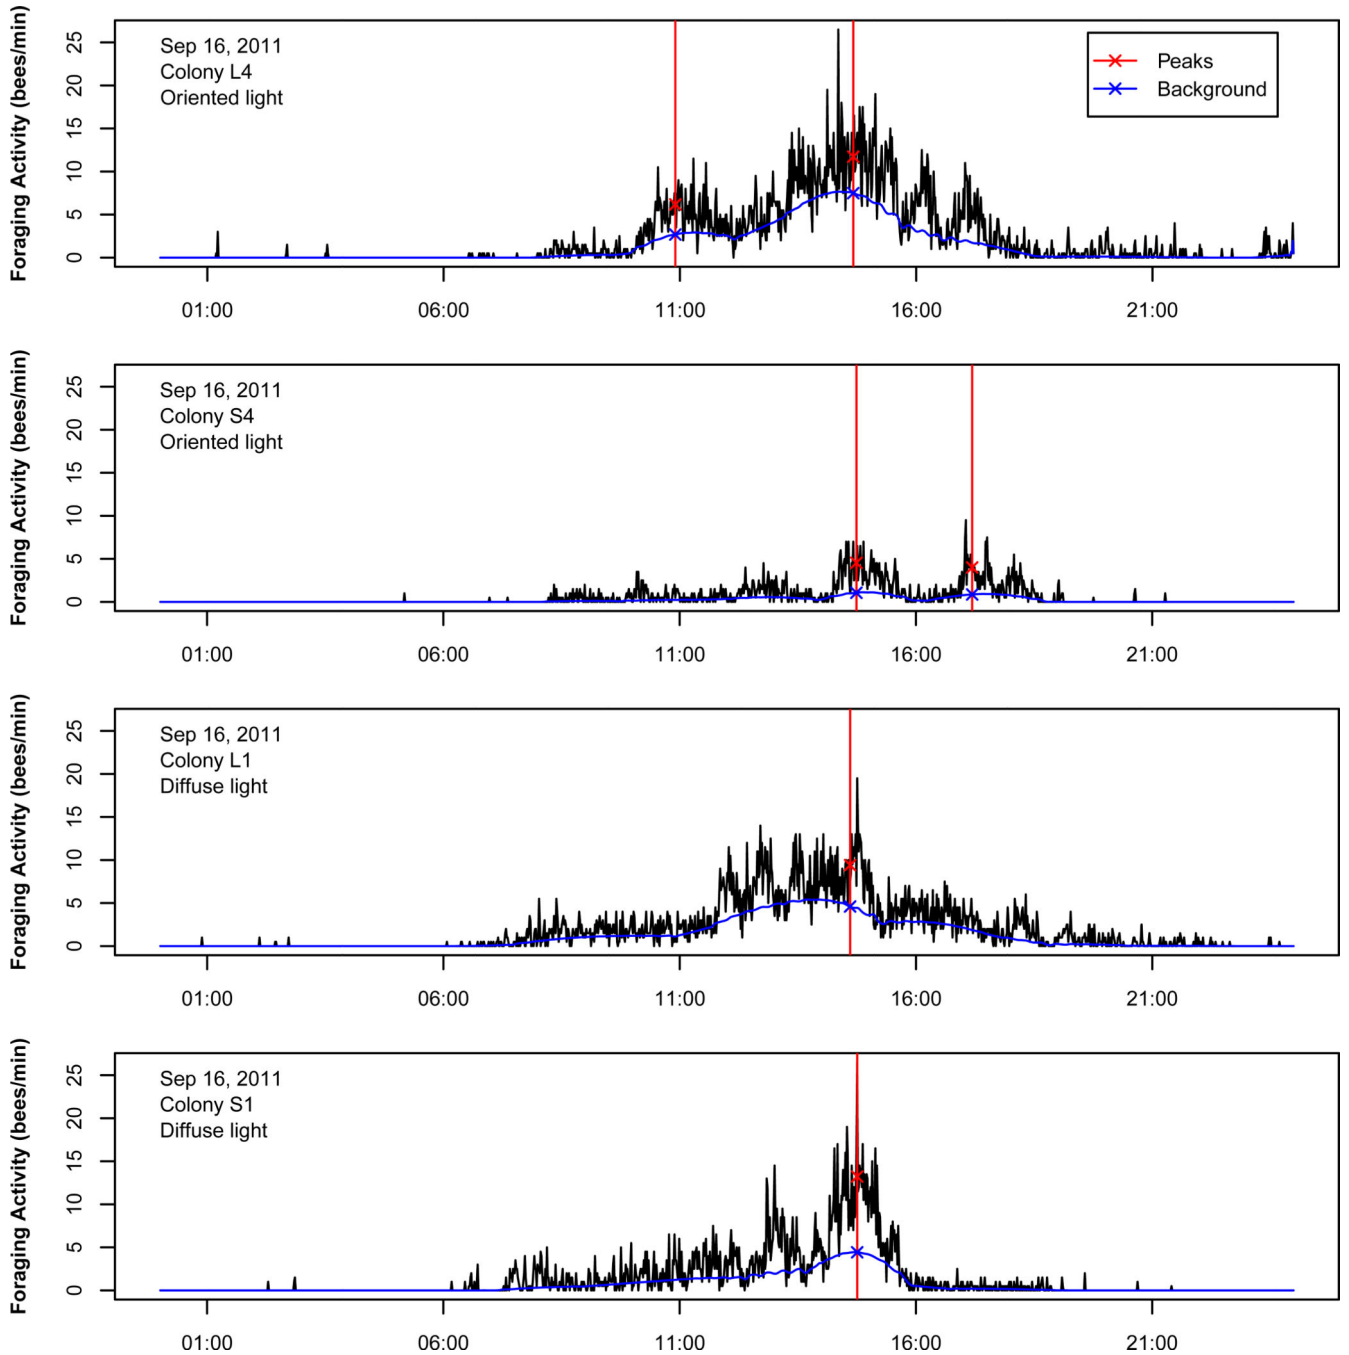 Foraging Activity (bees/min)
25
20
15
10
5
0
Sep 16, 2011
Colony L4
Oriented light
Peaks
Background
01:00 06:00 11:00 16:00 21:00
Foraging Activity (bees/min)
25
20
15
10
5
0
Sep 16, 2011
Colony S4
Oriented light
01:00 06:00 11:00 16:00 21:00
Foraging Activity (bees/min)
25
20
15
10
5
0
Sep 16, 2011
Colony L1
Diffuse light
01:00 06:00 11:00 16:00 21:00
Foraging Activity (bees/min)
25
20
15
10
5
0
Sep 16, 2011
Colony S1
Diffuse light
01:00 06:00 11:00 16:00 21:00